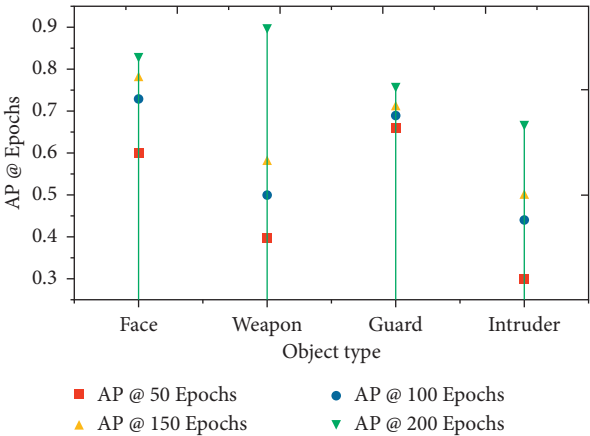 AP @ Epochs
0.9
0.8
0.7
0.6
0.5
0.4
0.3
Face Weapon Guard Intruder
Object type
AP @ 50 Epochs AP @ 100 Epochs
AP @ 150 Epochs AP @ 200 Epochs